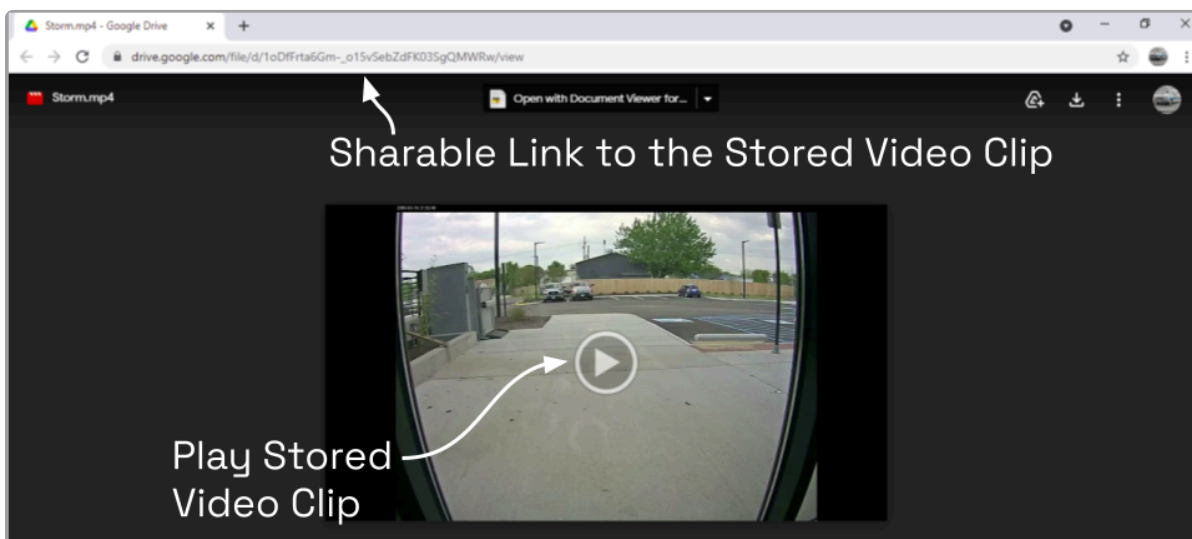 Storm.mp4 - Google Drive
drive.google.com/file/d/1oDfFrta6Gm-_o15vSebZdFK03SgQMWRw/view
Storm.mp4
Open with Document Viewer for...
Sharable Link to the Stored Video Clip
Play Stored
Video Clip